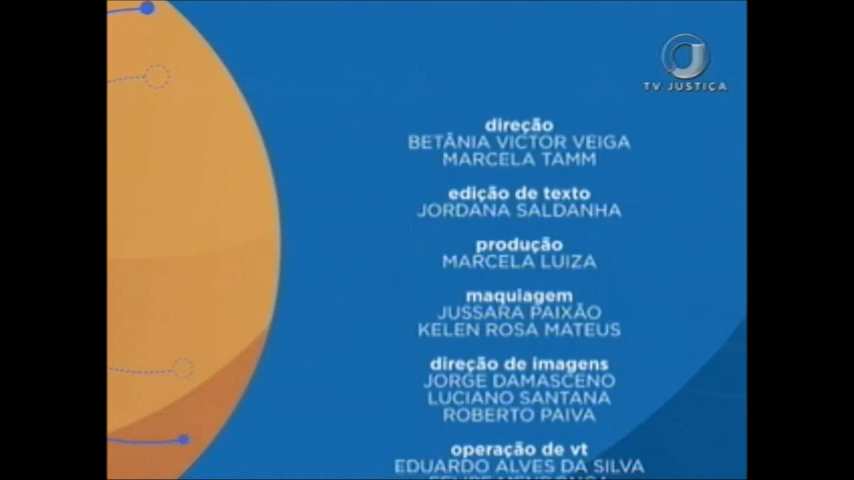 TV JUSTIÇA
direção
BETÂNIA VICTOR VEIGA
MARCELA TAMM
edição de texto
JORDANA SALDANHA
produção
MARCELA LUIZA
maquiagem
JUSSARA PAIXÃO
KELEN ROSA MATEUS
direção de imagens
JORGE DAMASCENO
LUCIANO SANTANA
ROBERTO PAIVA
operação de vt
EDUARDO ALVES DA SILVA